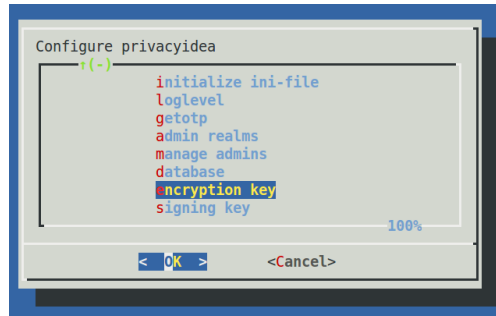 Configure privacyidea
↑(-)
initialize ini-file
loglevel
getotp
admin realms
manage admins
database
encryption key
signing key
100%
< OK > <Cancel>